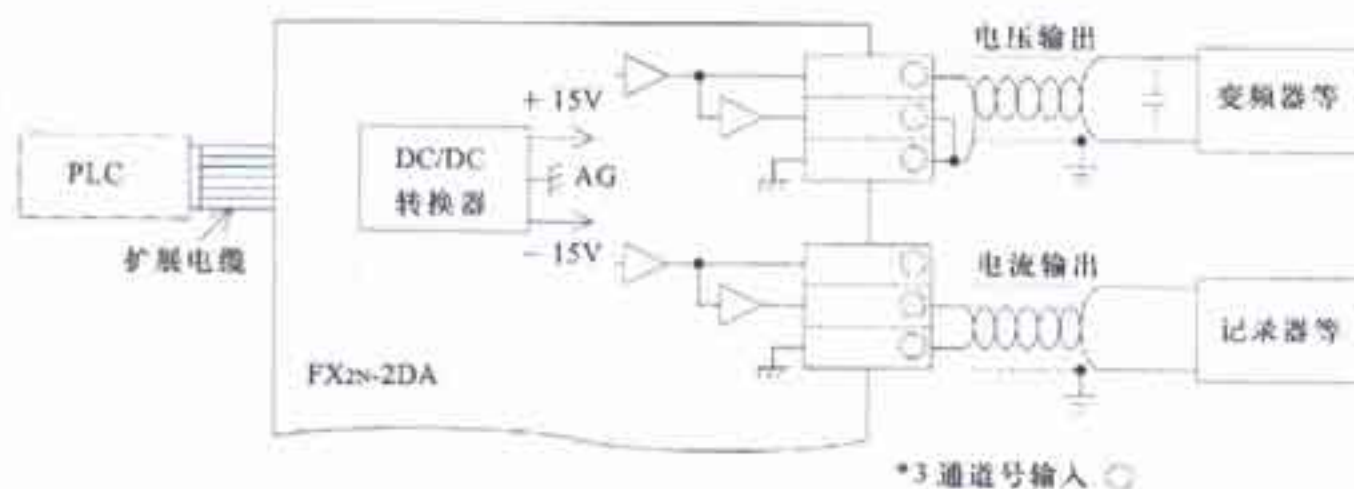 电压输出
变频器等
+ 15V
PLC
DC/DC
转换器
AG
扩展电缆
- 15V
电流输出
记录器等
FX2N-2DA
*3 通道号输入